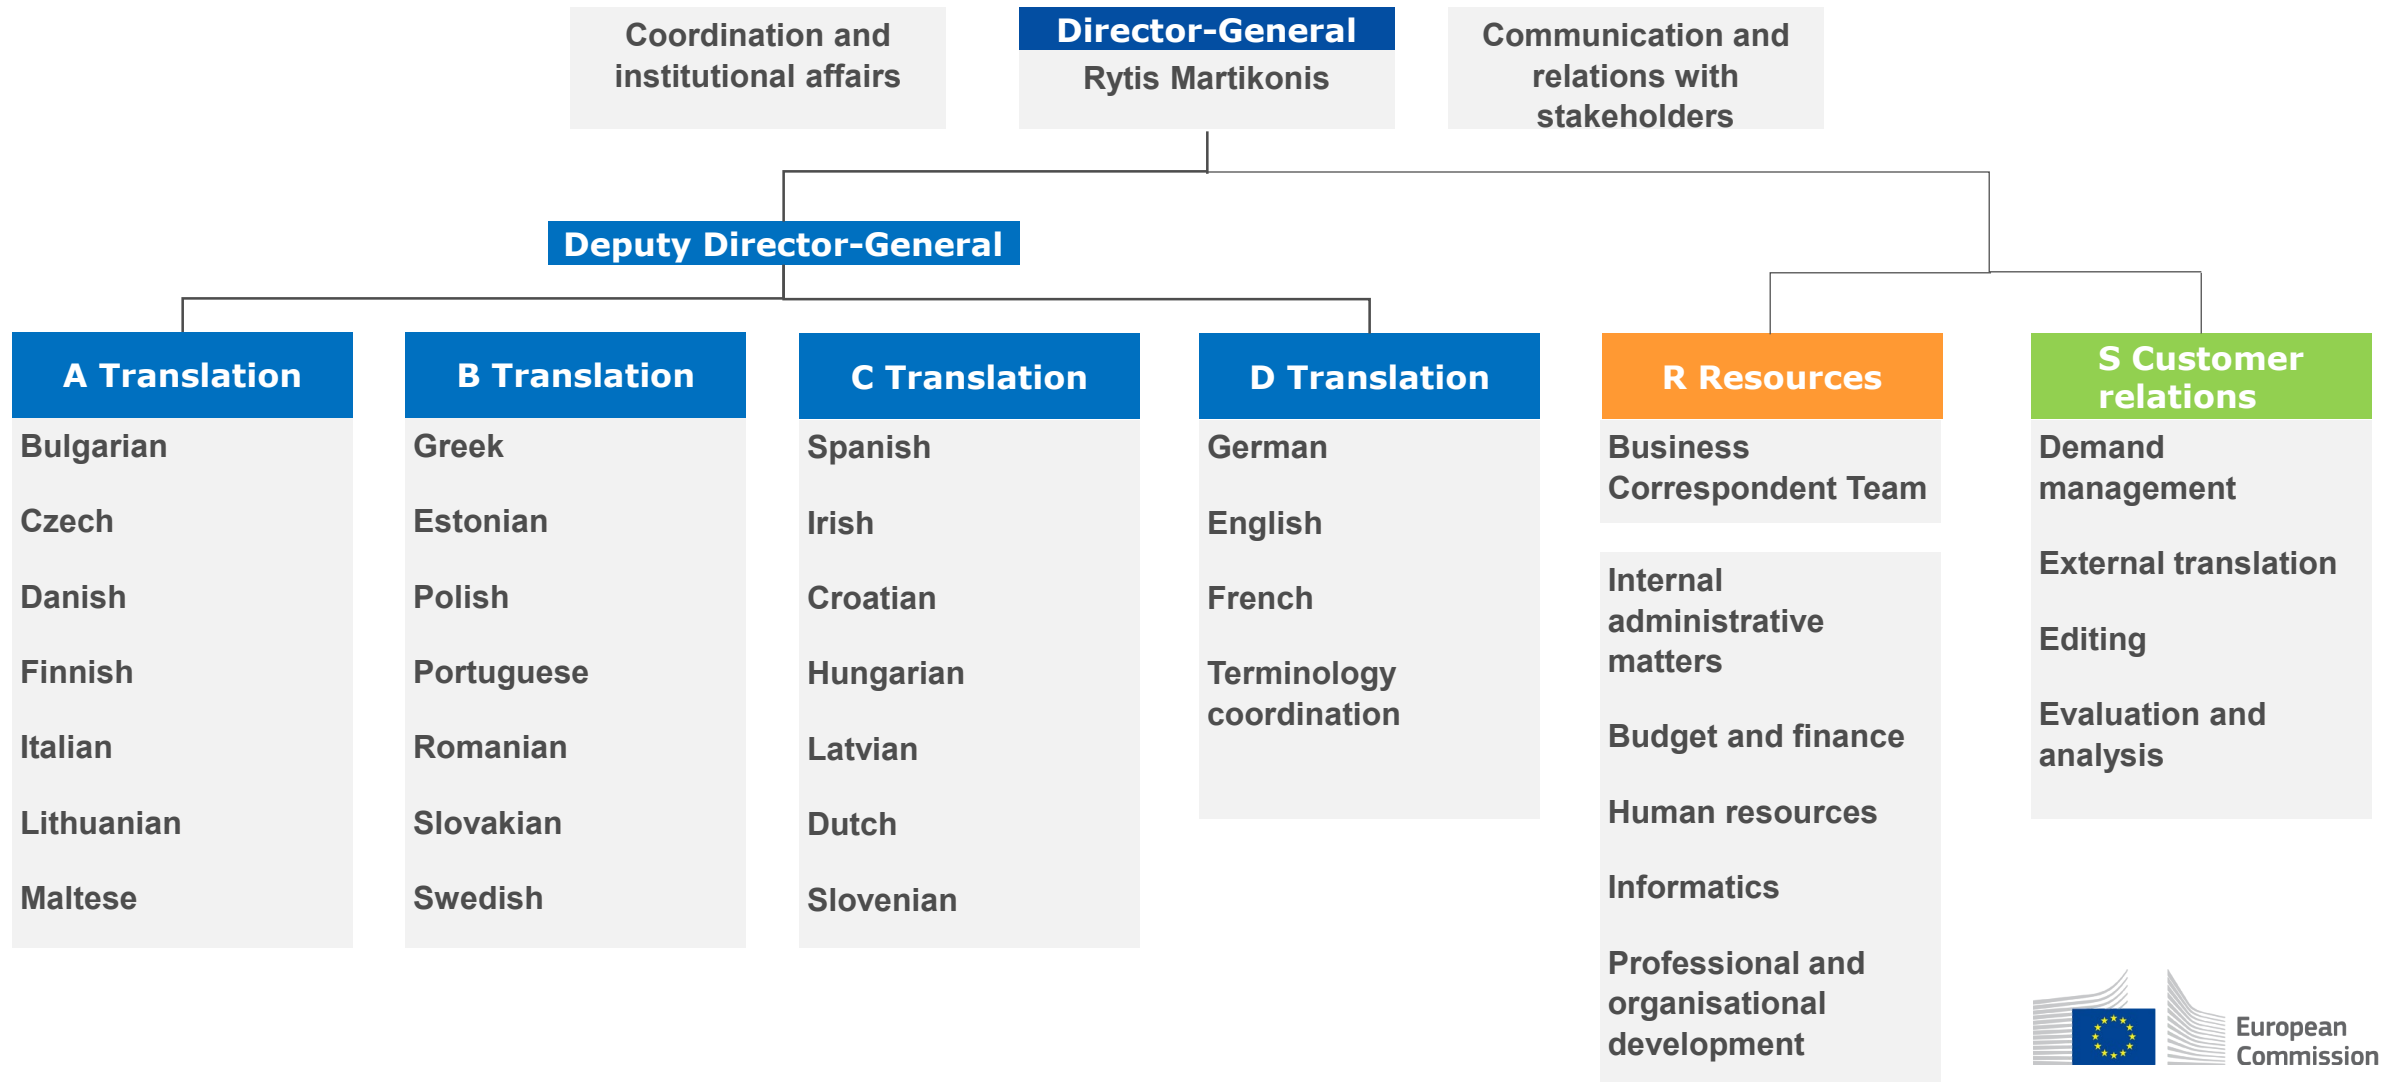 Coordination and
institutional affairs
Director-General
Rytis Martikonis
Communication and
relations with
stakeholders
Deputy Director-General
A Translation
Bulgarian
Czech
Danish
Finnish
Italian
Lithuanian
Maltese
B Translation
Greek
Estonian
Polish
Portuguese
Romanian
Slovakian
Swedish
C Translation
Spanish
Irish
Croatian
Hungarian
Latvian
Dutch
Slovenian
D Translation
German
English
French
Terminology
coordination
R Resources
Business
Correspondent Team
Internal
administrative
matters
Budget and finance
Human resources
Informatics
Professional and
organisational
development
S Customer
relations
Demand
management
External translation
Editing
Evaluation and
analysis
European
Commission